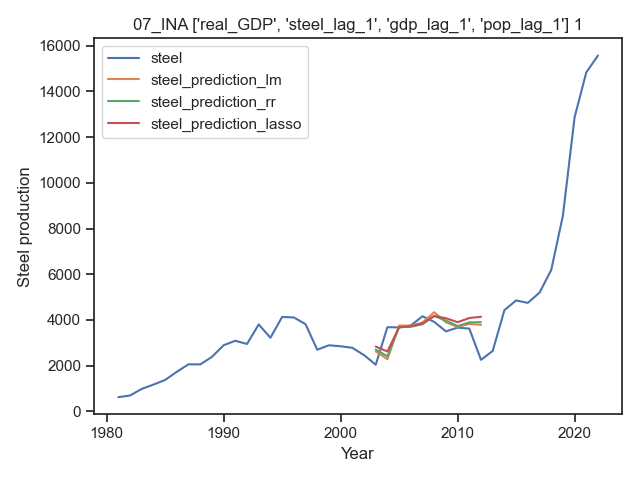 07_INA ['real_GDP', 'steel_lag_1', 'gdp_lag_1', 'pop_lag_1'] 1
steel
steel_prediction_lm
steel_prediction_rr
steel_prediction_lasso
Steel production
16000
14000
12000
10000
8000
6000
4000
2000
0
1980 1990 2000 2010 2020
Year